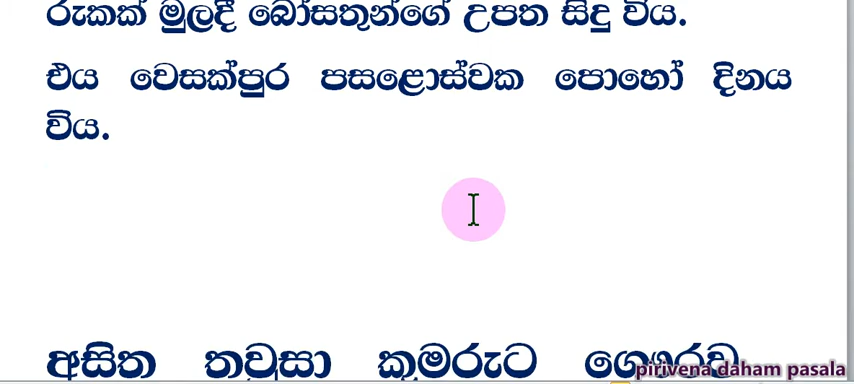 රුකක් මුලදී බෝසතුන්ගේ උපත සිදු විය.
එය වෙසක්පුර පසළොස්වක පොහෝ දිනය
විය.
අසිත තවුසා කුමරුට ගෞරව
pirivena daham pasala